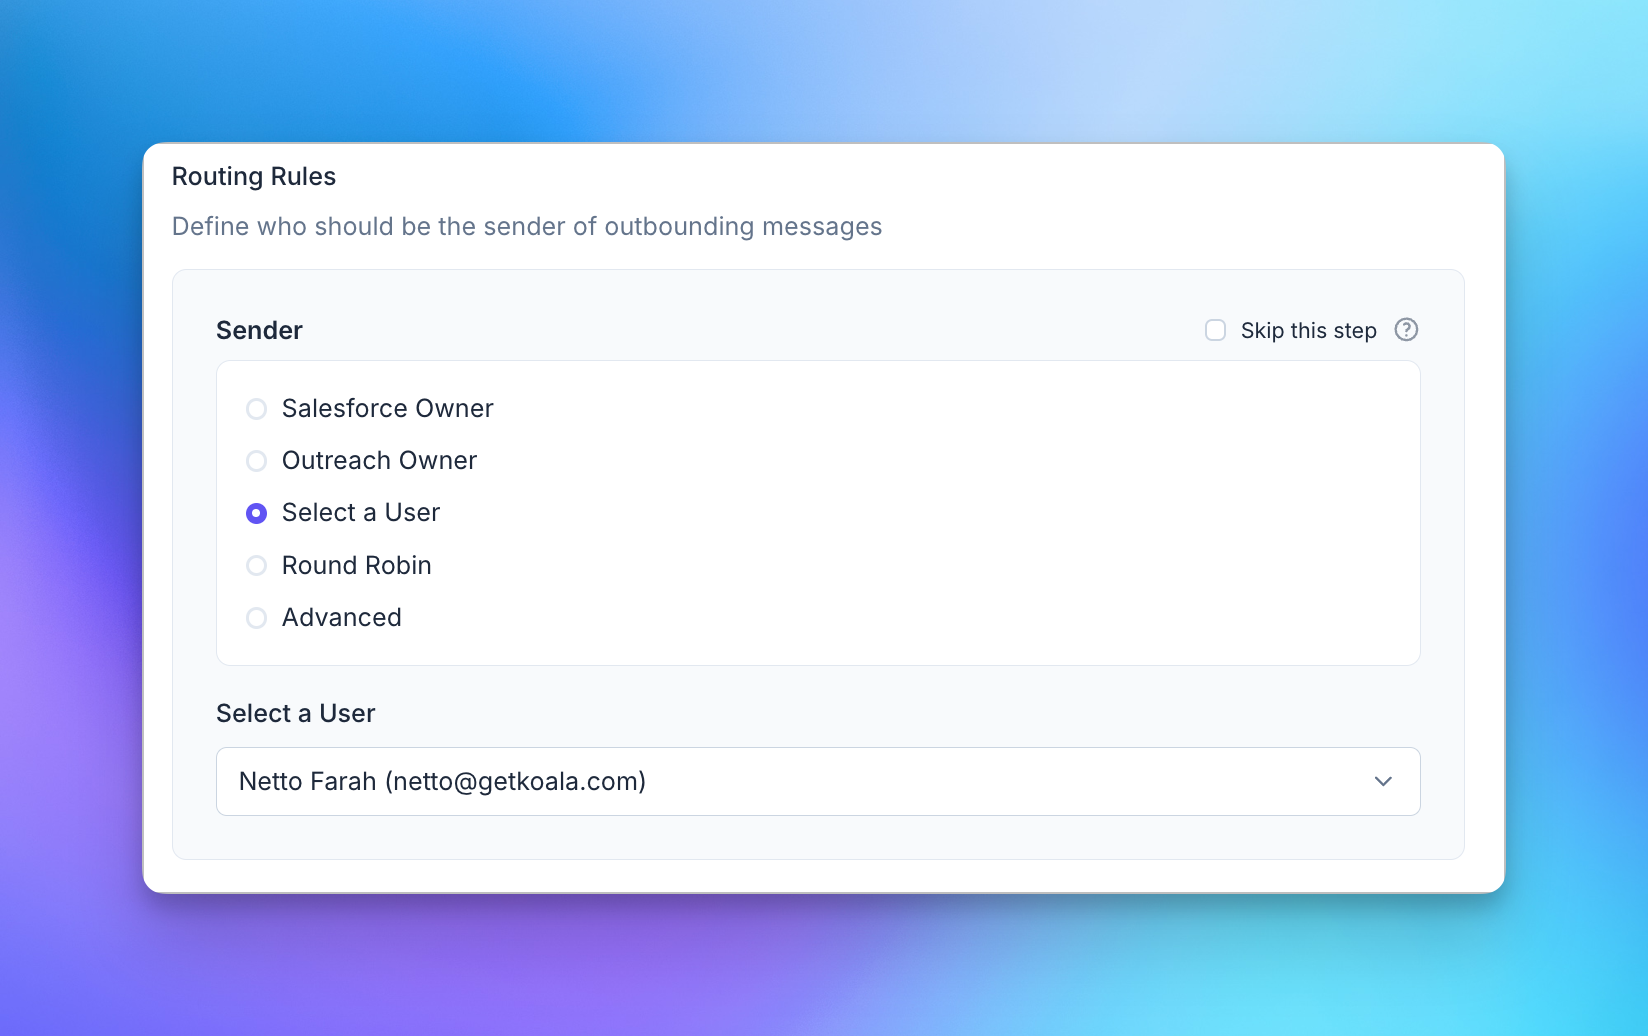 Routing Rules
Define who should be the sender of outbounding messages
Sender
Skip this step
Salesforce Owner
Outreach Owner
Select a User
Round Robin
Advanced
Select a User
Netto Farah (netto@getkoala.com)